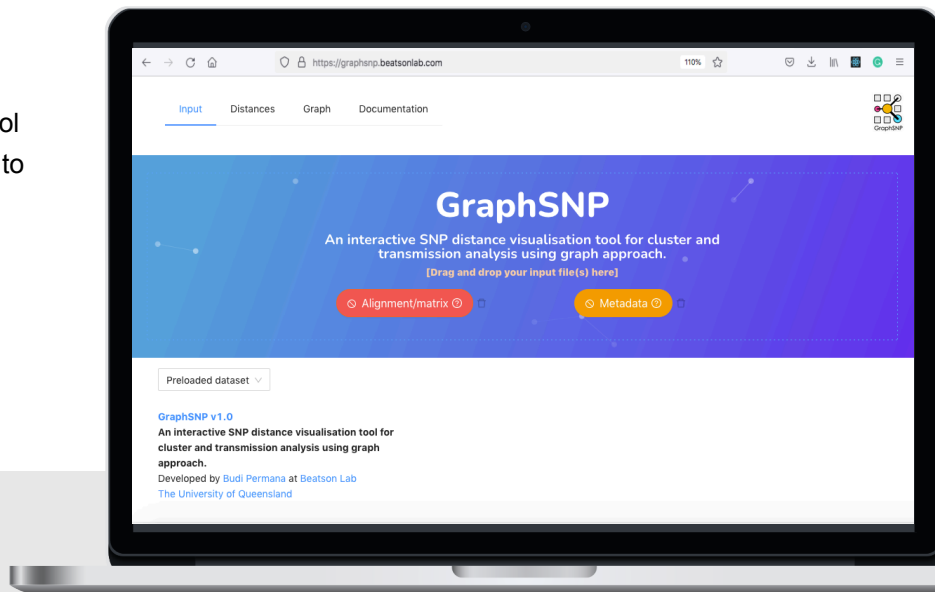 ol
to
https://graphsnp.beatsonlab.com
110%
Input Distances Graph Documentation
GraphSNP
GraphSNP
An interactive SNP distance visualisation tool for cluster and
transmission analysis using graph approach.
[Drag and drop your input file(s) here]
Alignment/matrix
Metadata
Preloaded dataset
GraphSNP v1.0
An interactive SNP distance visualisation tool for
cluster and transmission analysis using graph
approach.
Developed by Budi Permana at Beatson Lab
The University of Queensland